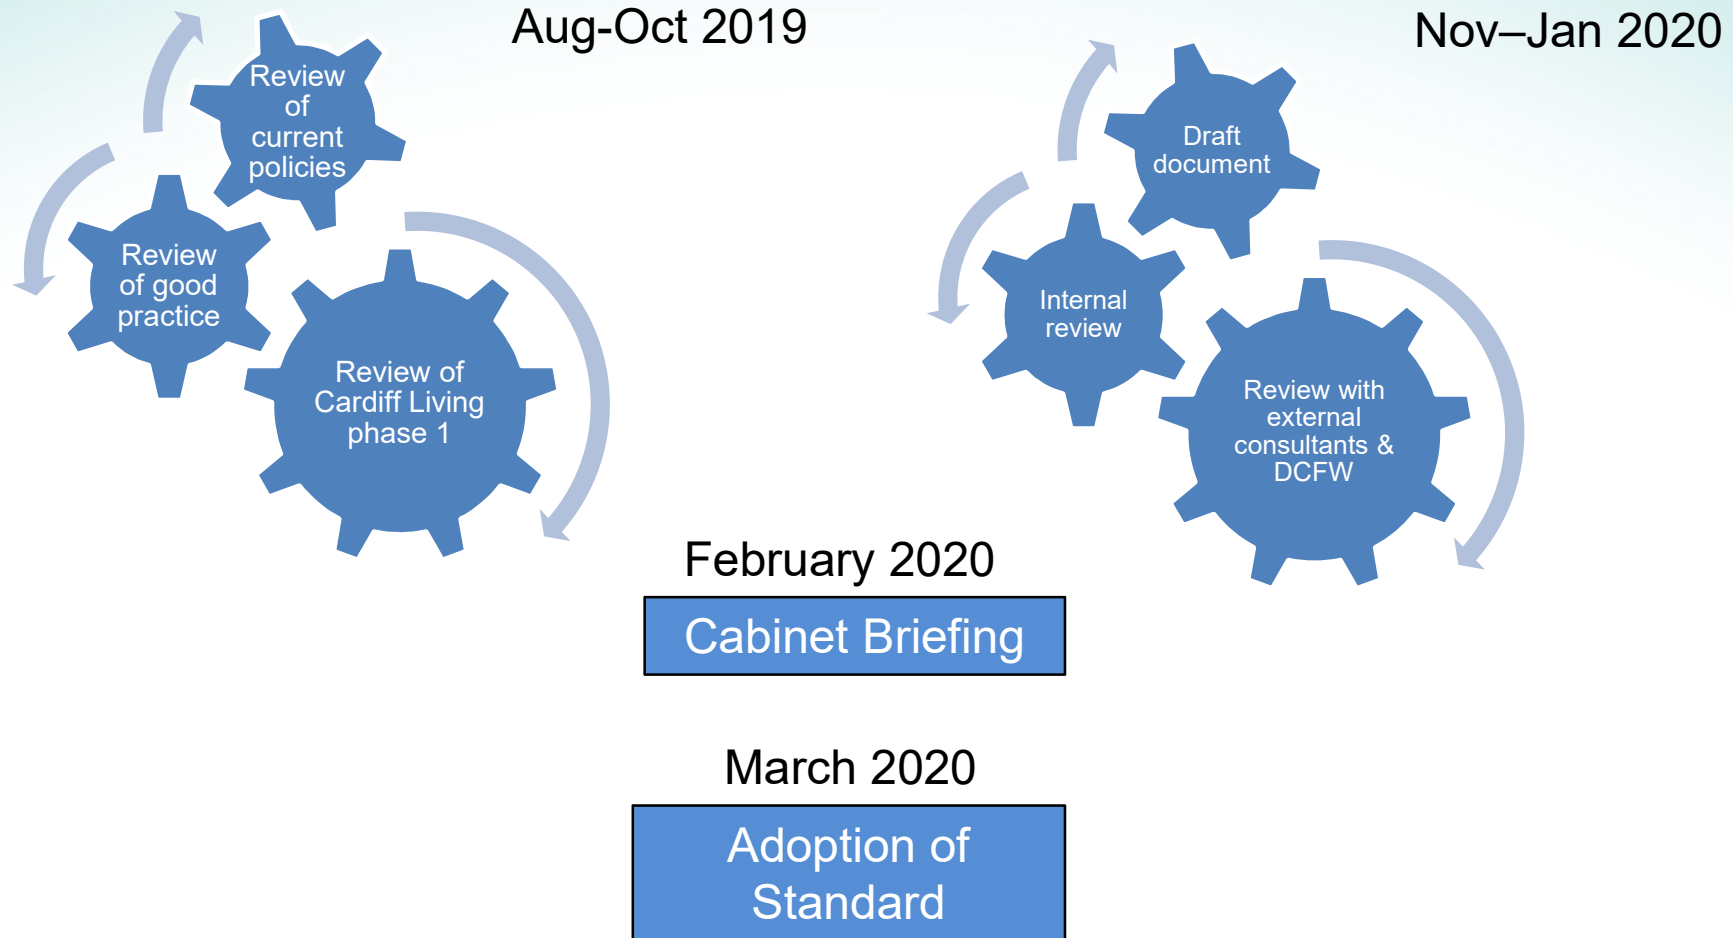 Aug-Oct 2019
Review
of
current
policies
Review
of good
practice
Review of
Cardiff Living
phase 1
Nov–Jan 2020
Draft
document
Internal
review
Review with
external
consultants &
DCFW
February 2020
Cabinet Briefing
March 2020
Adoption of
Standard